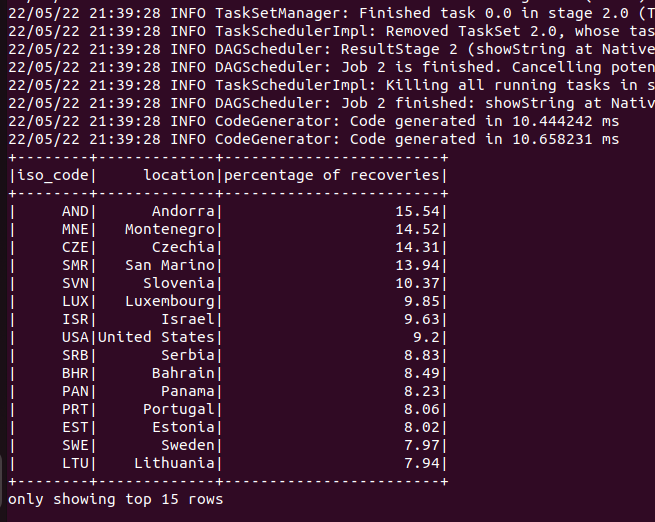 22/05/22 21:39:28 INFO TaskSetManager: Finished task 0.0 in stage 2.0 (T
22/05/22 21:39:28 INFO TaskSchedulerImpl: Removed TaskSet 2.0, whose tas
22/05/22 21:39:28 INFO DAGScheduler: ResultStage 2 (showString at Native
22/05/22 21:39:28 INFO DAGScheduler: Job 2 is finished. Cancelling poten
22/05/22 21:39:28 INFO TaskSchedulerImpl: Killing all running tasks in s
22/05/22 21:39:28 INFO DAGScheduler: Job 2 finished: showString at Nativ
22/05/22 21:39:28 INFO CodeGenerator: Code generated in 10.444242 ms
22/05/22 21:39:28 INFO CodeGenerator: Code generated in 10.658231 ms
+--------+-------------+------------------------+
|iso_code|     location|percentage of recoveries|
+--------+-------------+------------------------+
|     AND|      Andorra|                   15.54|
|     MNE|   Montenegro|                   14.52|
|     CZE|      Czechia|                   14.31|
|     SMR|   San Marino|                   13.94|
|     SVN|     Slovenia|                   10.37|
|     LUX|   Luxembourg|                    9.85|
|     ISR|       Israel|                    9.63|
|     USA|United States|                     9.2|
|     SRB|       Serbia|                    8.83|
|     BHR|      Bahrain|                    8.49|
|     PAN|       Panama|                    8.23|
|     PRT|     Portugal|                    8.06|
|     EST|      Estonia|                    8.02|
|     SWE|       Sweden|                    7.97|
|     LTU|    Lithuania|                    7.94|
+--------+-------------+------------------------+
only showing top 15 rows